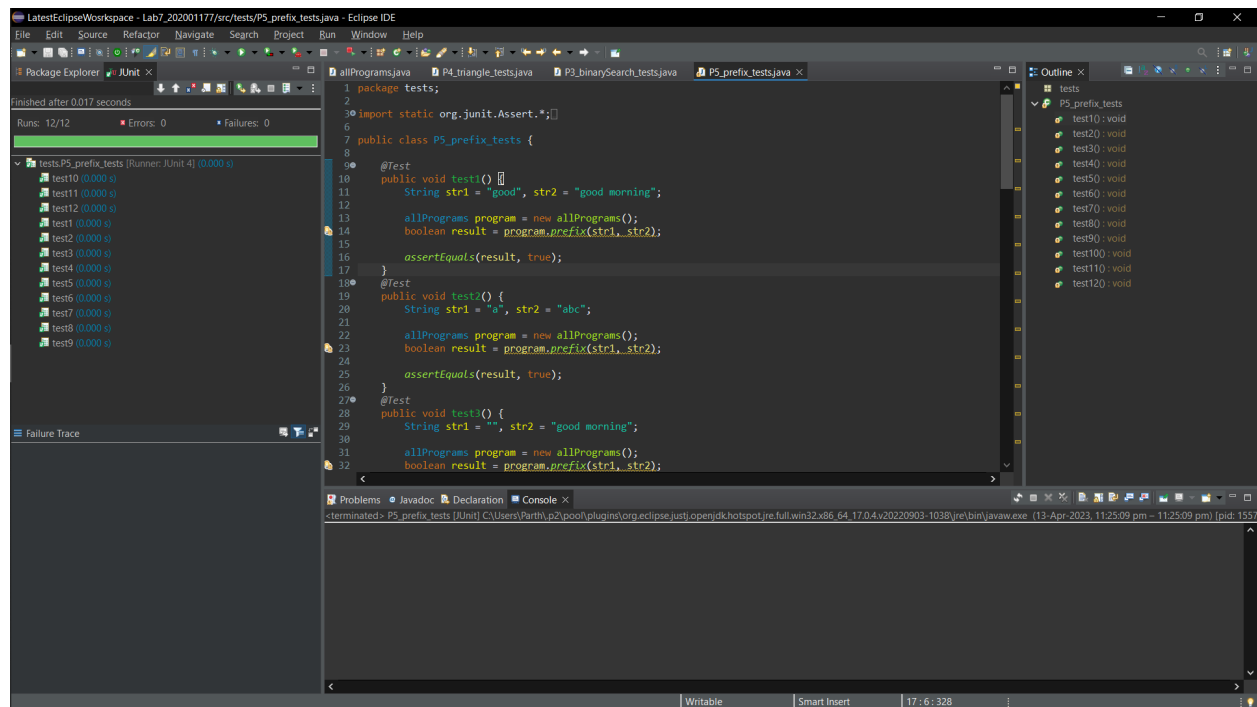 LatestEclipseWosrkspace - Lab7_202001177/src/tests/P5_prefix_tests.java - Eclipse IDE
File Edit Source Refactor Navigate Search Project Run Window Help
Package Explorer JUnit
Finished after 0.017 seconds
Runs: 12/12 Errors: 0 Failures: 0
tests.P5_prefix_tests [Runner: JUnit 4] (0.000 s)
test10 (0.000 s)
test11 (0.000 s)
test12 (0.000 s)
test1 (0.000 s)
test2 (0.000 s)
test3 (0.000 s)
test4 (0.000 s)
test5 (0.000 s)
test6 (0.000 s)
test7 (0.000 s)
test8 (0.000 s)
test9 (0.000 s)
Failure Trace
allPrograms.java P4_triangle_tests.java P3_binarySearch_tests.java P5_prefix_tests.java
1 package tests;
2
3 import static org.junit.Assert.*;
6
7 public class P5_prefix_tests {
8
9 @Test
10 public void test1() {
11 String str1 = "good", str2 = "good morning";
12
13 allPrograms program = new allPrograms();
14 boolean result = program.prefix(str1, str2);
15
16 assertEquals(result, true);
17 }
18 @Test
19 public void test2() {
20 String str1 = "a", str2 = "abc";
21
22 allPrograms program = new allPrograms();
23 boolean result = program.prefix(str1, str2);
24
25 assertEquals(result, true);
26 }
27 @Test
28 public void test3() {
29 String str1 = "", str2 = "good morning";
30
31 allPrograms program = new allPrograms();
32 boolean result = program.prefix(str1, str2);
Outline
tests
P5_prefix_tests
test1() : void
test2() : void
test3() : void
test4() : void
test5() : void
test6() : void
test7() : void
test8() : void
test9() : void
test10() : void
test11() : void
test12() : void
Problems Javadoc Declaration Console
<terminated> P5_prefix_tests [JUnit] C:\Users\Parth\.p2\pool\plugins\org.eclipse.justj.openjdk.hotspot.jre.full.win32.x86_64_17.0.4.v20220903-1038\jre\bin\javaw.exe (13-Apr-2023, 11:25:09 pm – 11:25:09 pm) [pid: 1557
Writable Smart Insert 17 : 6 : 328